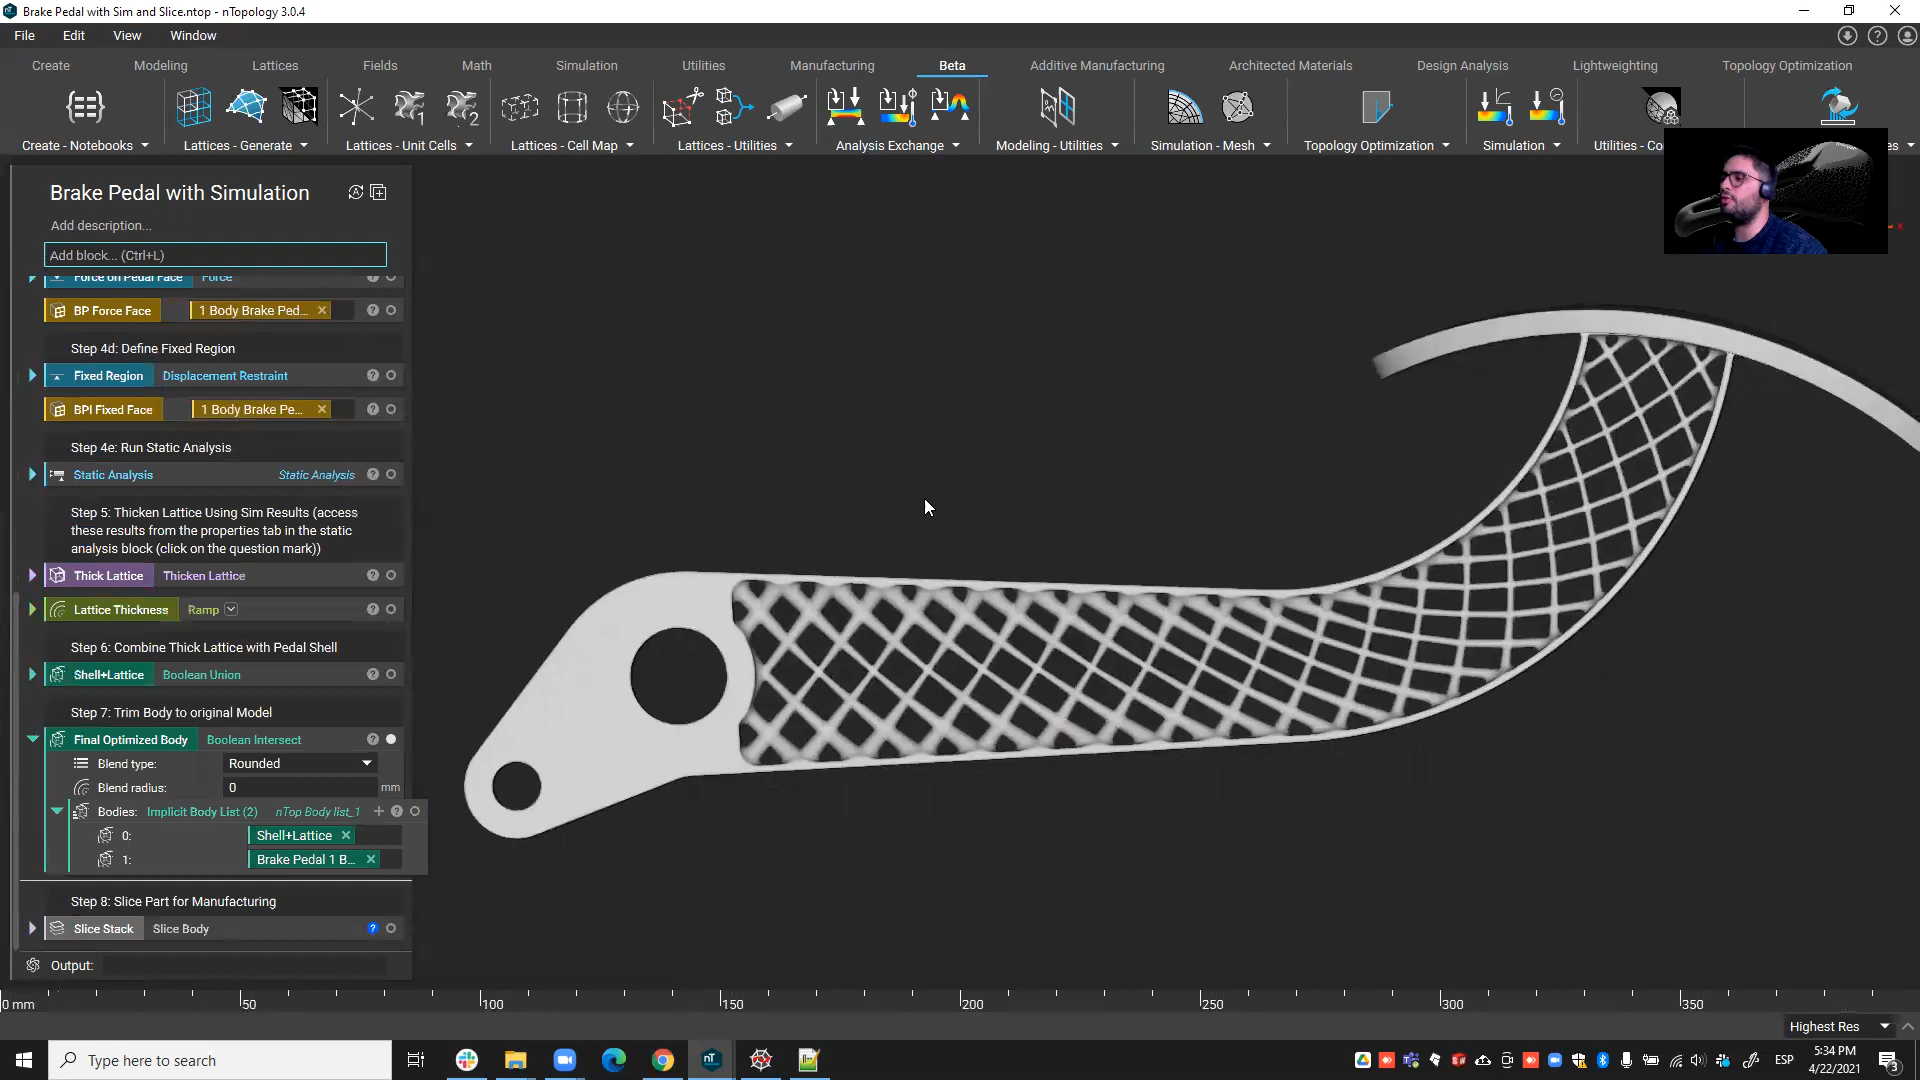 Brake Pedal with Sim and Slice.ntop - nTopology 3.0.4
File Edit View Window
Create Modeling Lattices Fields Math Simulation Utilities Manufacturing Beta Additive Manufacturing Architected Materials Design Analysis Lightweighting Topology Optimization
Create - Notebooks Lattices - Generate Lattices - Unit Cells Lattices - Cell Map Lattices - Utilities Analysis Exchange Modeling - Utilities Simulation - Mesh Topology Optimization Simulation Utilities - Co
Brake Pedal with Simulation
Add description...
Add block... (Ctrl+L)
Force on Pedal Face Force
BP Force Face 1 Body Brake Ped...
Step 4d: Define Fixed Region
Fixed Region Displacement Restraint
BPI Fixed Face 1 Body Brake Pe...
Step 4e: Run Static Analysis
Static Analysis Static Analysis
Step 5: Thicken Lattice Using Sim Results (access
these results from the properties tab in the static
analysis block (click on the question mark))
Thick Lattice Thicken Lattice
Lattice Thickness Ramp
Step 6: Combine Thick Lattice with Pedal Shell
Shell+Lattice Boolean Union
Step 7: Trim Body to original Model
Final Optimized Body Boolean Intersect
Blend type: Rounded
Blend radius: 0 mm
Bodies: Implicit Body List (2) nTop Body list_1
0: Shell+Lattice
1: Brake Pedal 1 B...
Step 8: Slice Part for Manufacturing
Slice Stack Slice Body
Output:
0 mm 50 100 150 200 250 300 350
Highest Res
Type here to search
ESP
5:34 PM
4/22/2021